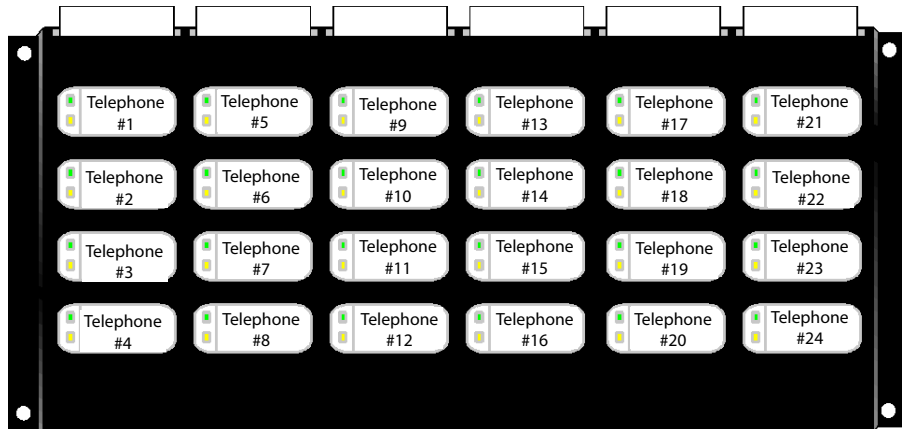 Telephone
#1
Telephone
#5
Telephone
#9
Telephone
#13
Telephone
#17
Telephone
#21
Telephone
#2
Telephone
#6
Telephone
#10
Telephone
#14
Telephone
#18
Telephone
#22
Telephone
#3
Telephone
#7
Telephone
#11
Telephone
#15
Telephone
#19
Telephone
#23
Telephone
#4
Telephone
#8
Telephone
#12
Telephone
#16
Telephone
#20
Telephone
#24